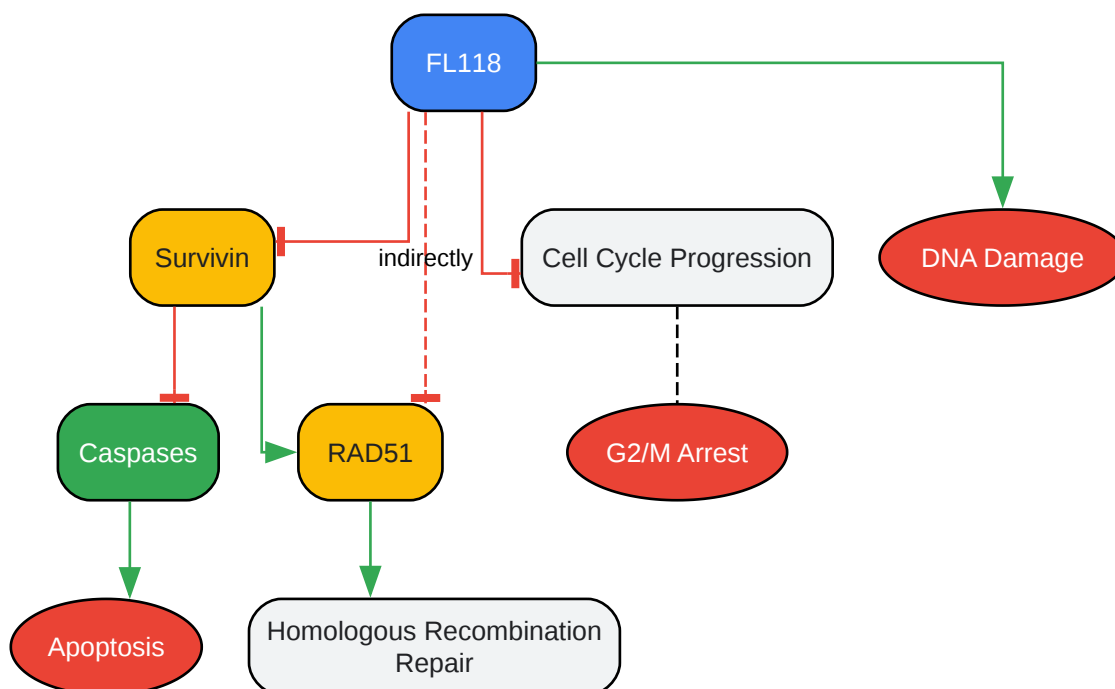 FL118
Survivin
indirectly
Cell Cycle Progression
DNA Damage
Caspases
RAD51
G2/M Arrest
Apoptosis
Homologous Recombination
Repair